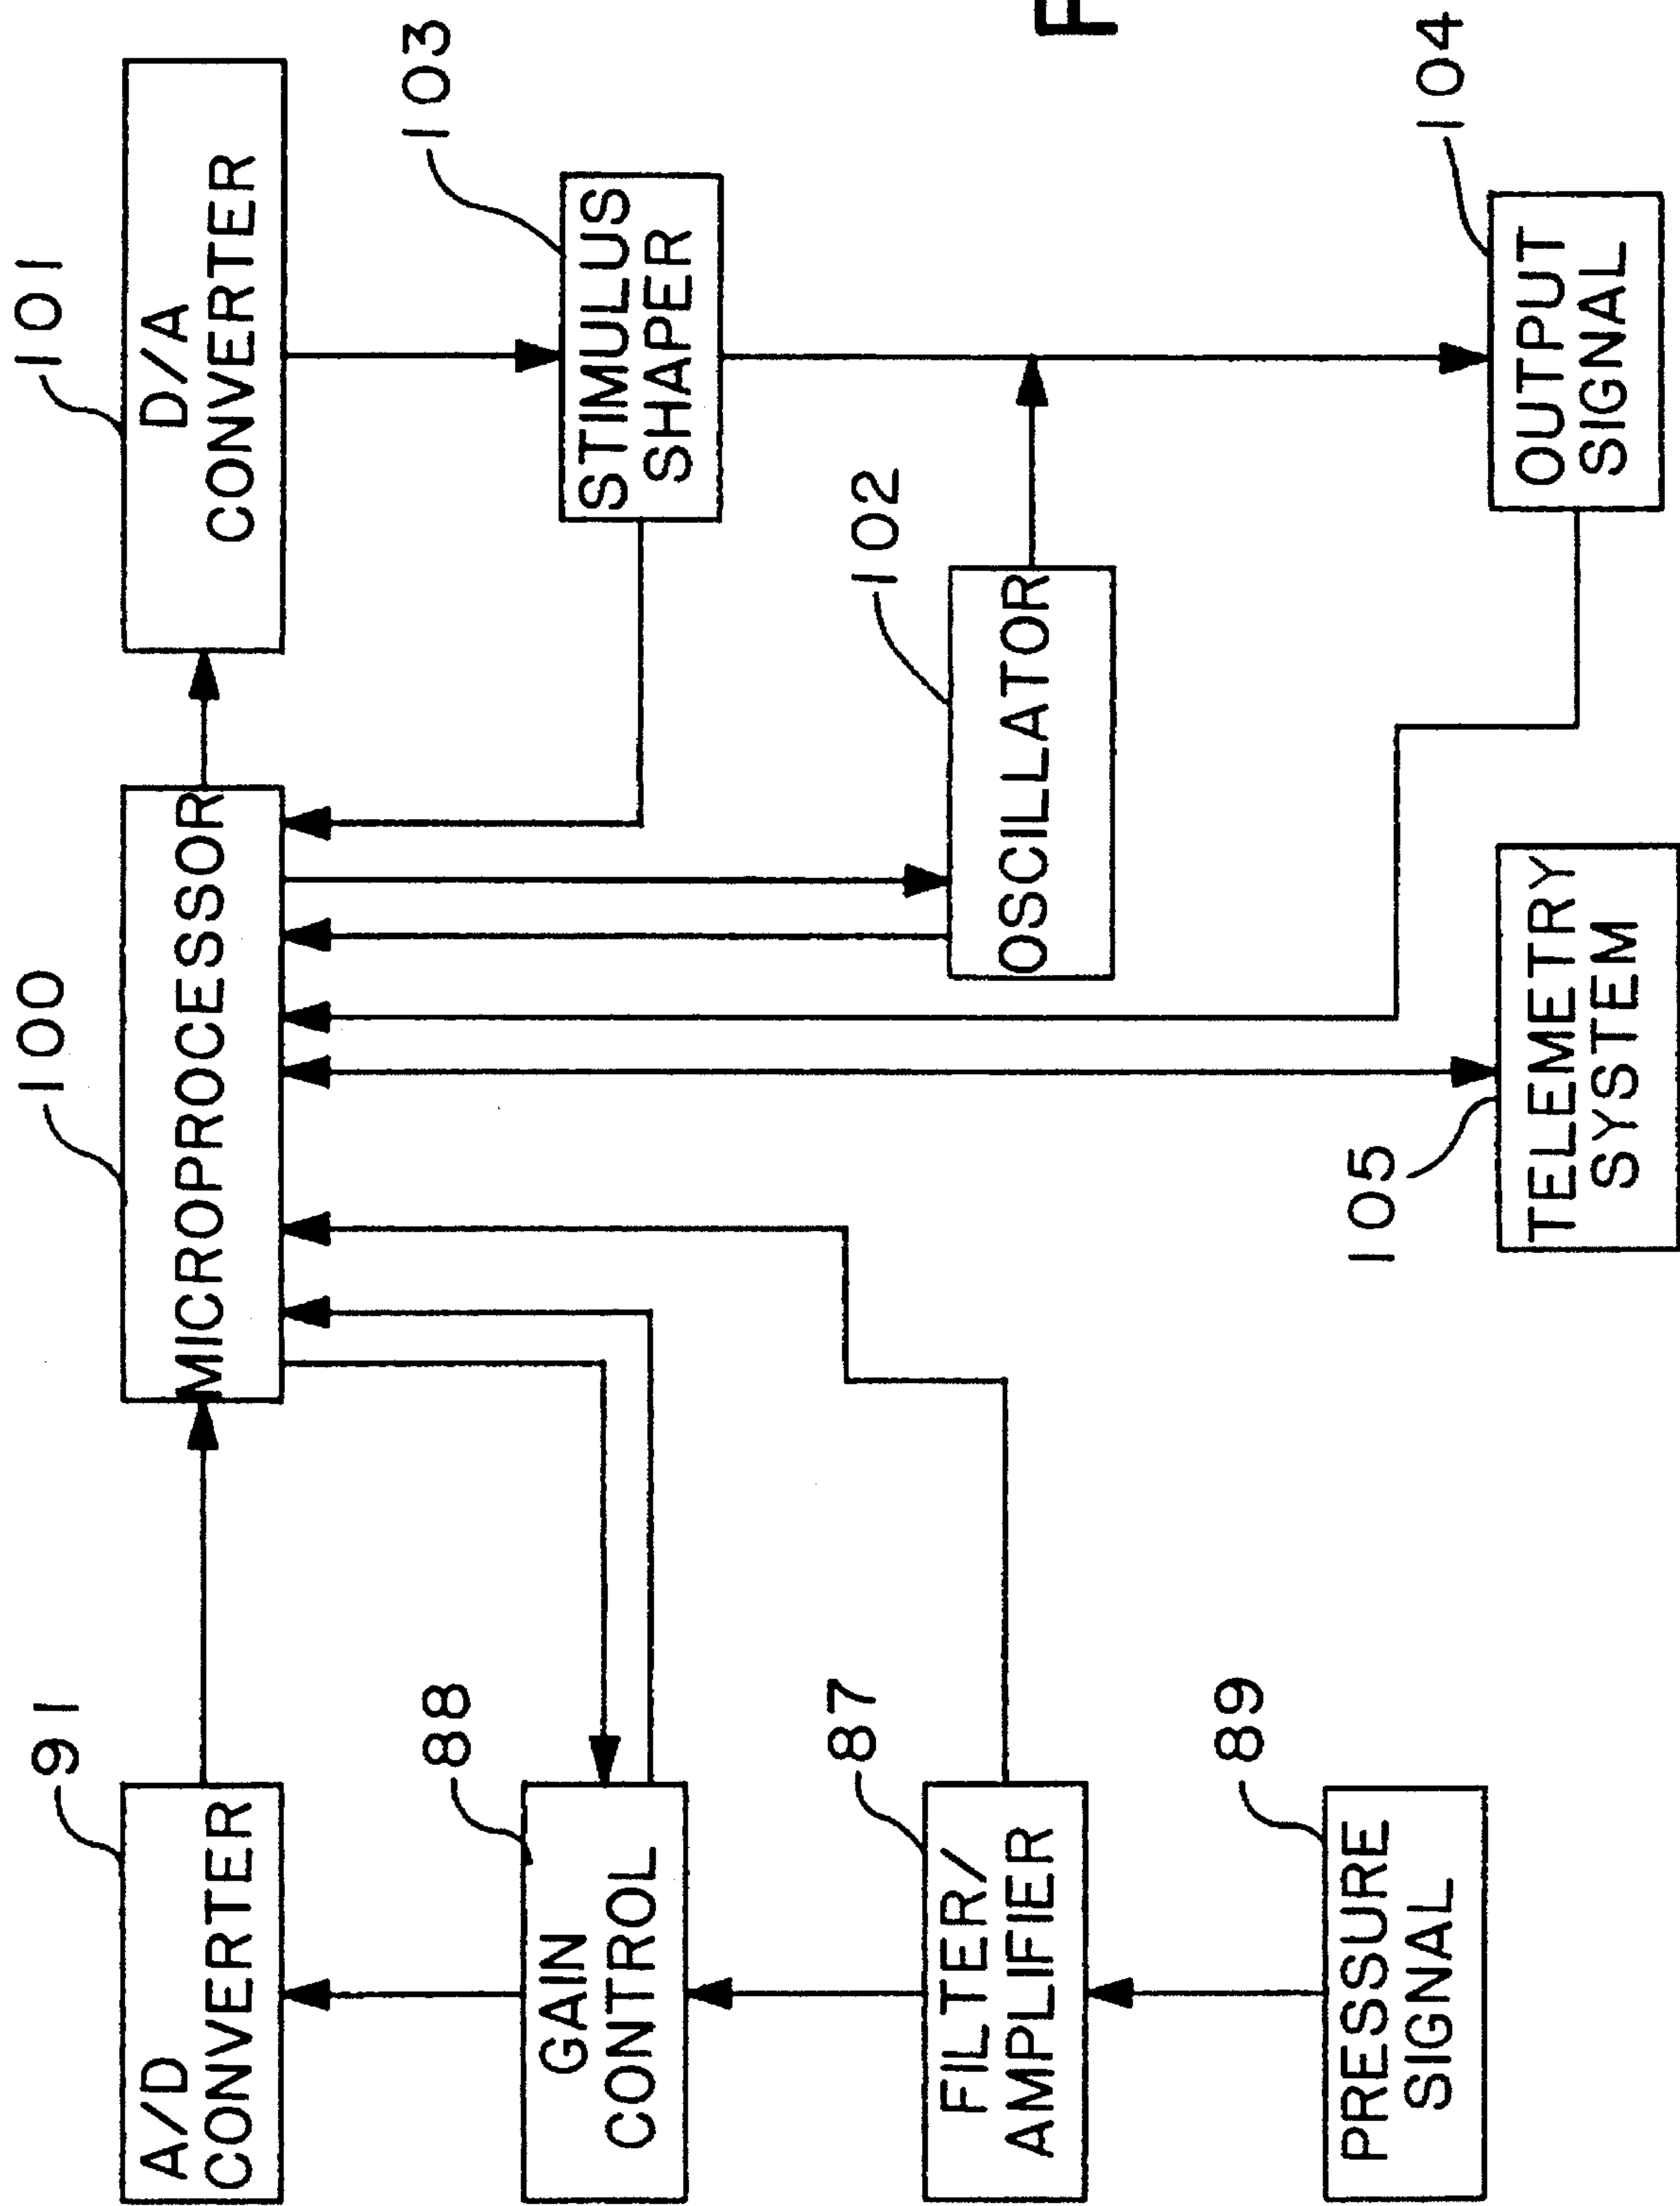 91
A/D
CONVERTER
100
MICROPROCESSOR
101
D/A
CONVERTER
88
GAIN
CONTROL
103
STIMULUS
SHAPER
87
FILTER/
AMPLIFIER
102
OSCILLATOR
89
PRESSURE
SIGNAL
105
TELEMETRY
SYSTEM
104
OUTPUT
SIGNAL